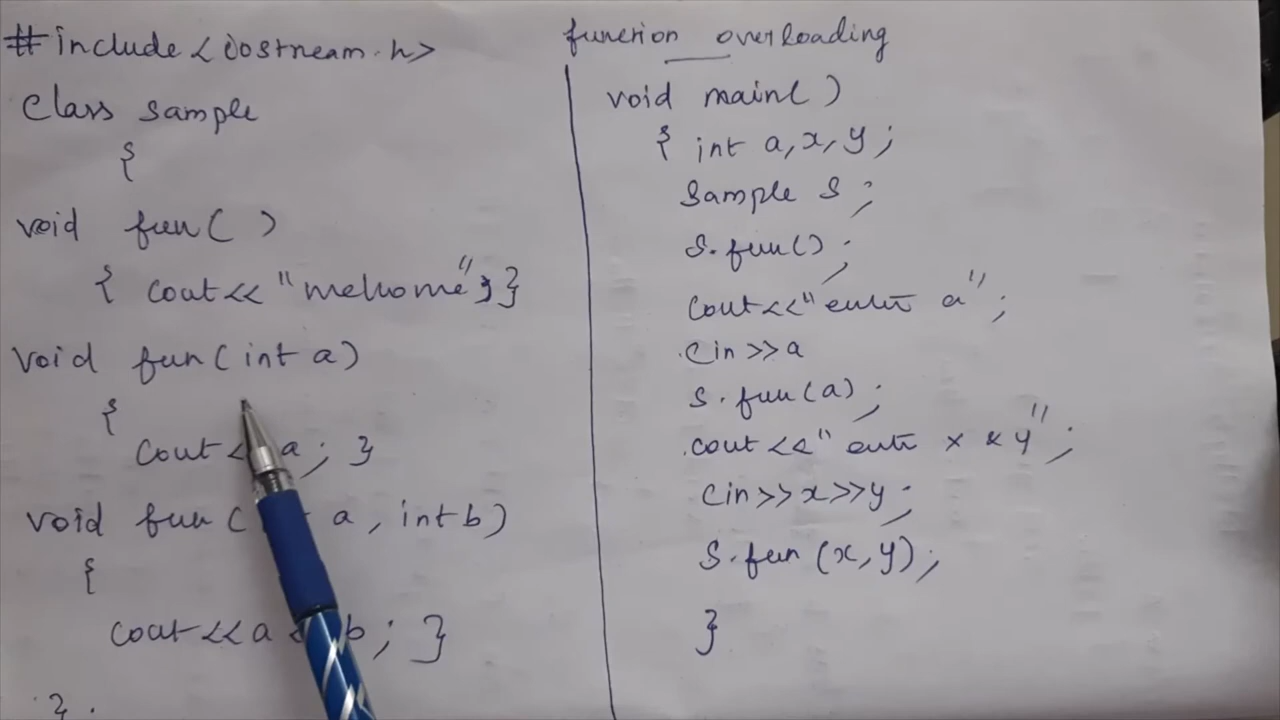 #include<iostream.h>
class sample
{
void fun( )
{ cout<<"welcome"; }
void fun(int a)
{
cout< a; }
void fun( a, int b)
{
cout<<a< b; }
};
function overloading
void main( )
{ int a,x,y;
Sample S;
S.fun();
cout<<"enter a";
cin>>a
S.fun(a);
cout<<"enter x & y";
cin>>x>>y;
S.fun(x,y);
}